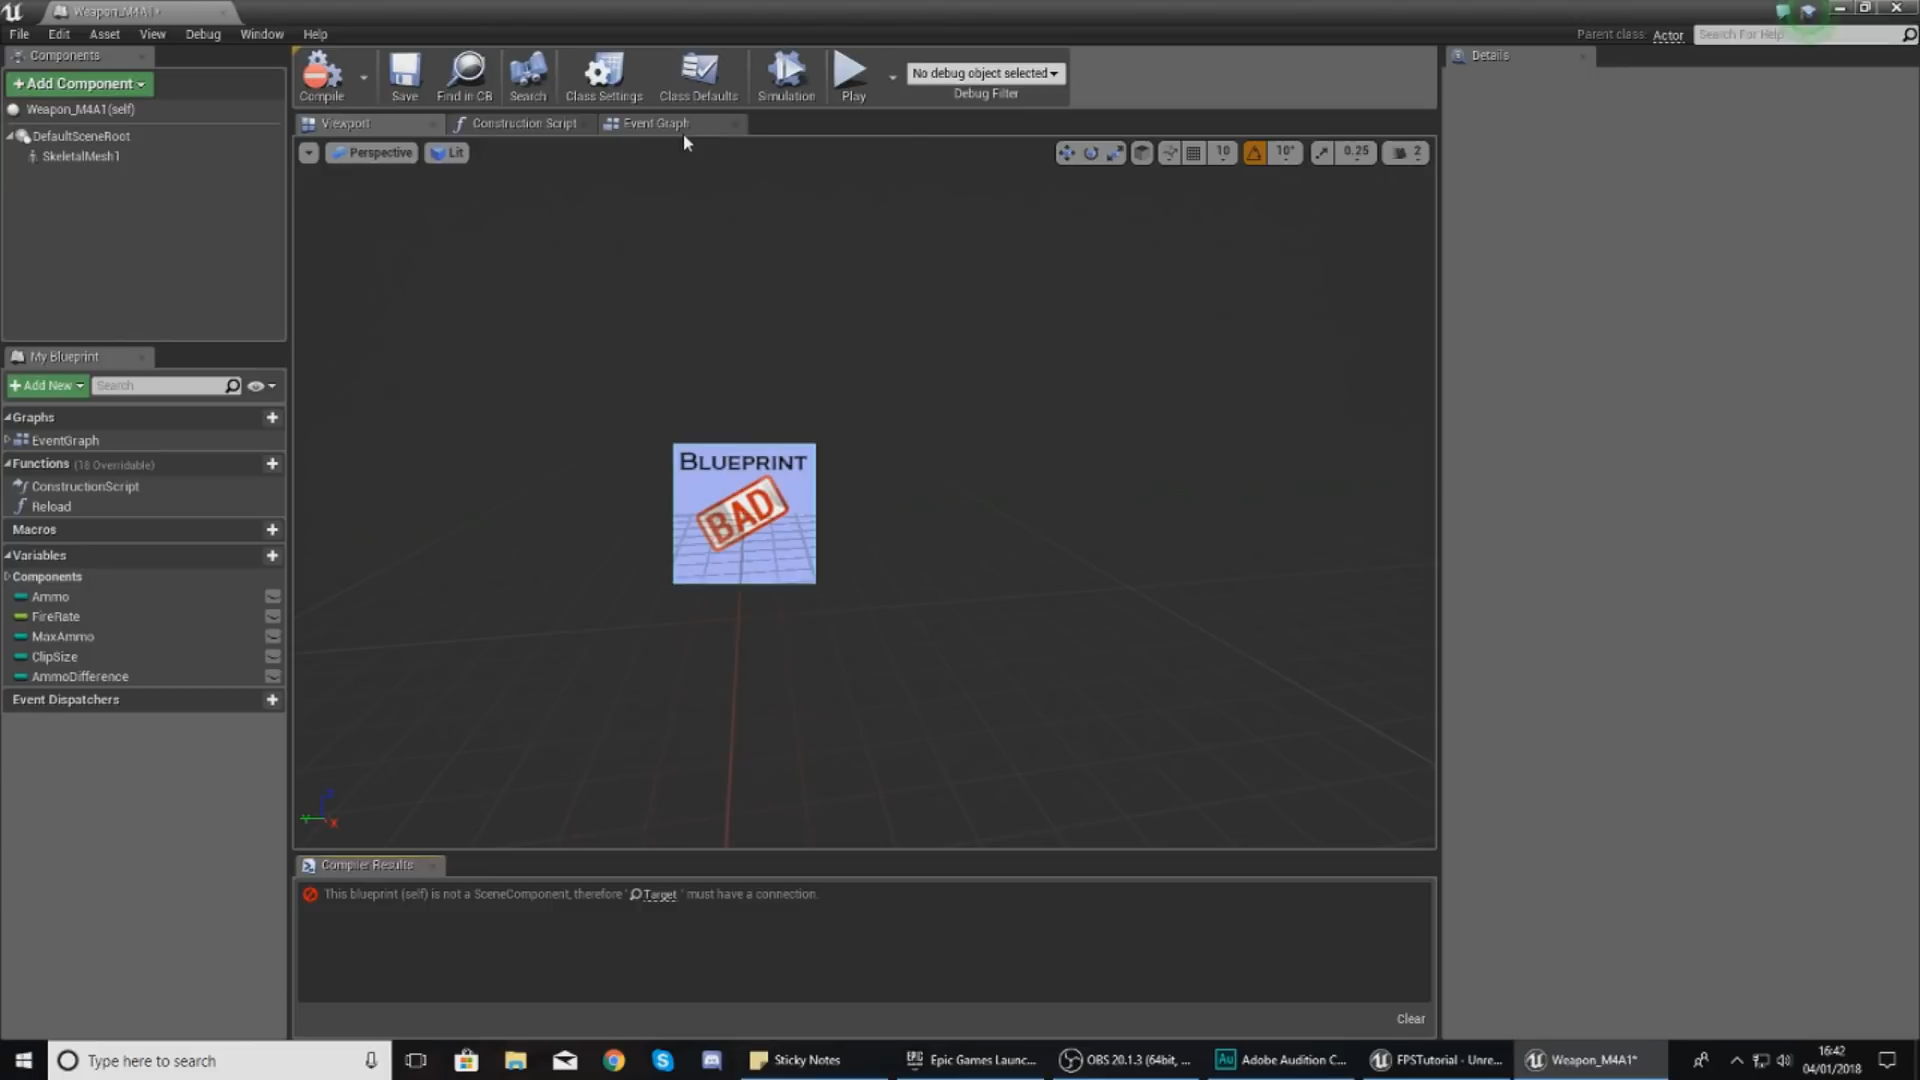 Weapon_M4A1*
File Edit Asset View Debug Window Help
Parent class: Actor
Search For Help
Components
+ Add Component
Weapon_M4A1(self)
DefaultSceneRoot
SkeletalMesh1
Compile
Save
Find in CB
Search
Class Settings
Class Defaults
Simulation
Play
No debug object selected
Debug Filter
Details
Viewport
Construction Script
Event Graph
Perspective
Lit
10
10°
0.25
2
BLUEPRINT
BAD
My Blueprint
+ Add New
Search
Graphs
EventGraph
Functions (18 Overridable)
ConstructionScript
Reload
Macros
Variables
Components
Ammo
FireRate
MaxAmmo
ClipSize
AmmoDifference
Event Dispatchers
Compiler Results
This blueprint (self) is not a SceneComponent, therefore ' Target ' must have a connection.
Clear
Type here to search
Sticky Notes
Epic Games Launc...
OBS 20.1.3 (64bit, ...
Adobe Audition C...
FPSTutorial - Unre...
Weapon_M4A1*
16:42
04/01/2018